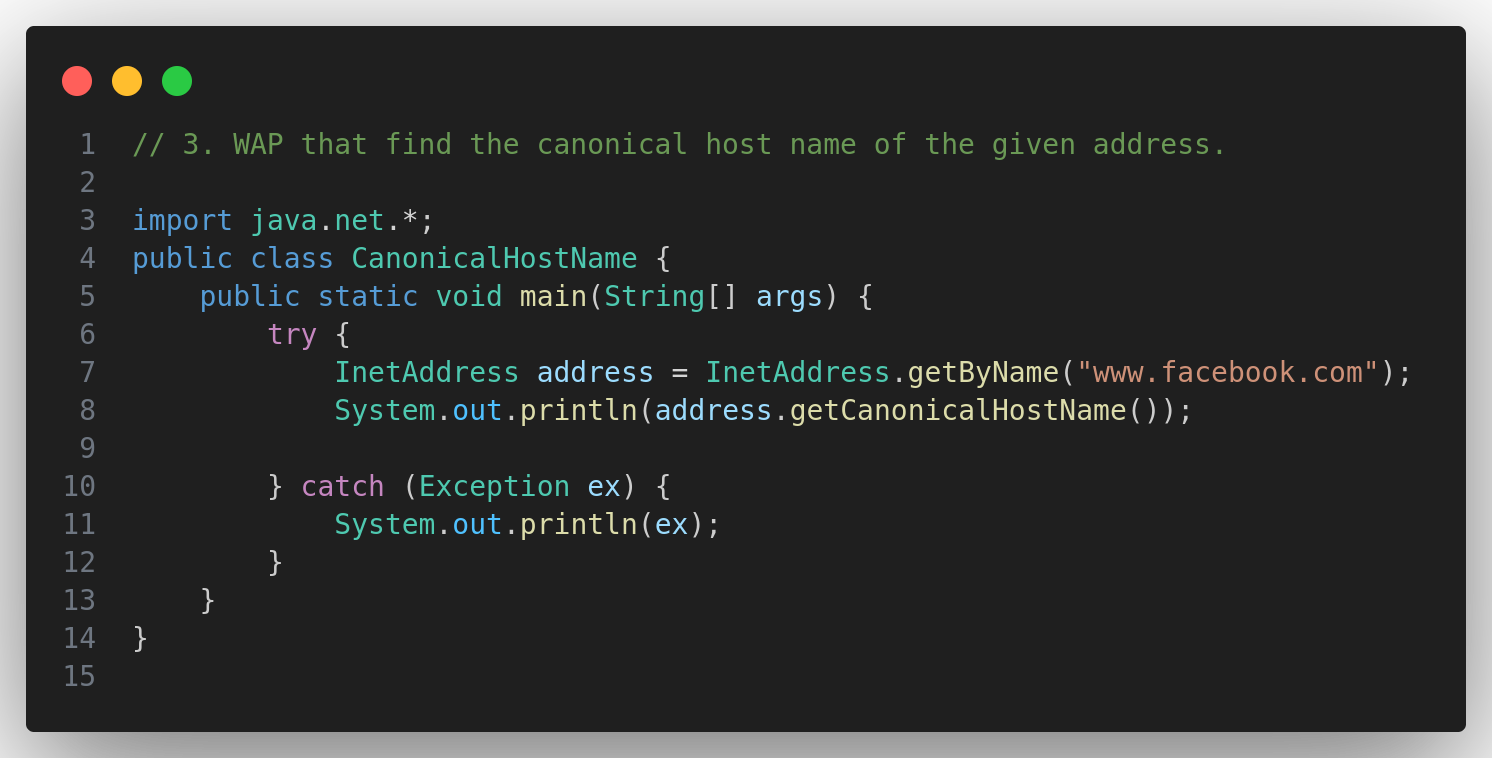 1 // 3. WAP that find the canonical host name of the given address.
2
3 import java.net.*;
4 public class CanonicalHostName {
5     public static void main(String[] args) {
6         try {
7             InetAddress address = InetAddress.getByName("www.facebook.com");
8             System.out.println(address.getCanonicalHostName());
9
10         } catch (Exception ex) {
11             System.out.println(ex);
12         }
13     }
14 }
15